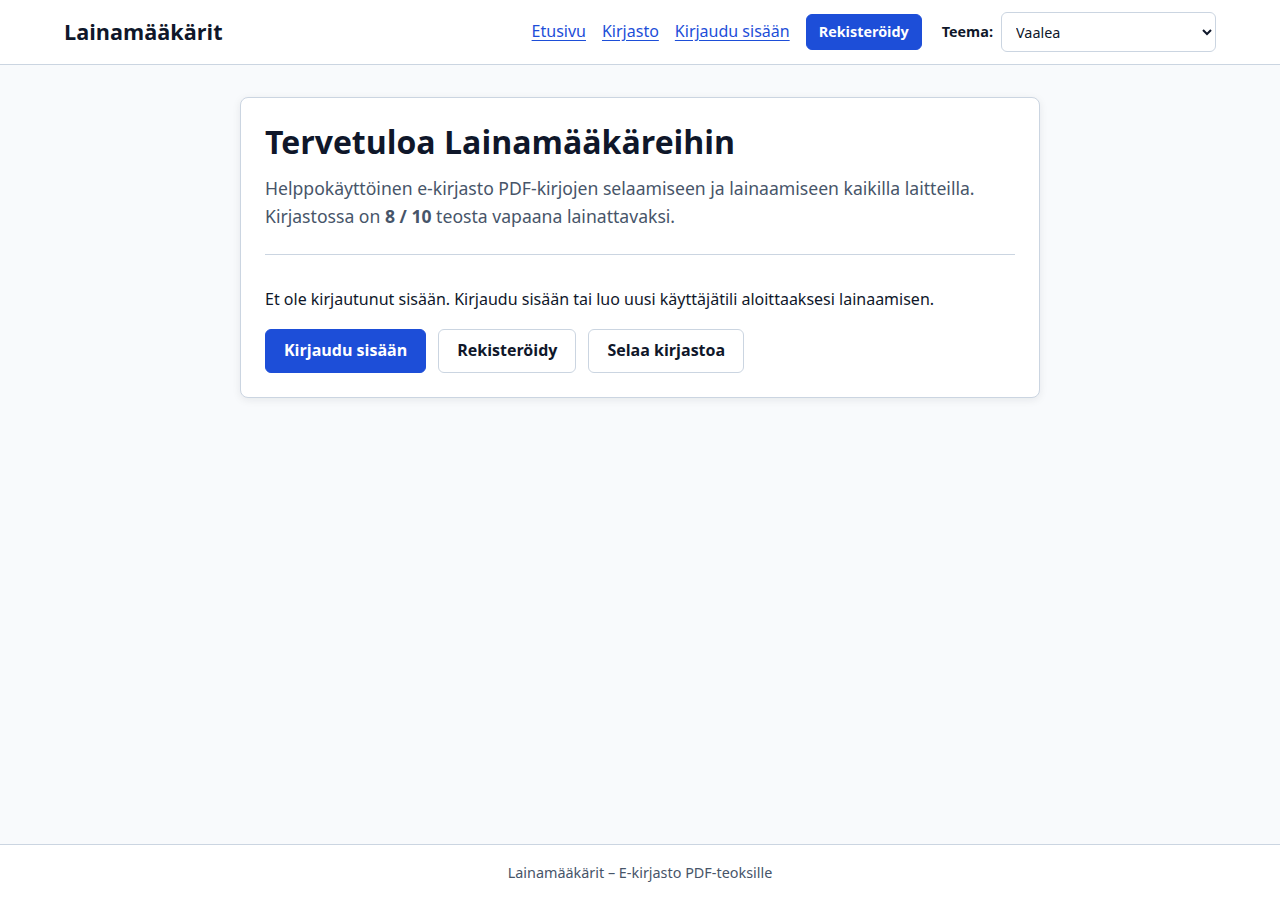 Lainamääkärit
Etusivu Kirjasto Kirjaudu sisään Rekisteröidy Teema: Vaalea
Tervetuloa Lainamääkäreihin
Helppokäyttöinen e-kirjasto PDF-kirjojen selaamiseen ja lainaamiseen kaikilla laitteilla.
Kirjastossa on 8 / 10 teosta vapaana lainattavaksi.
Et ole kirjautunut sisään. Kirjaudu sisään tai luo uusi käyttäjätili aloittaaksesi lainaamisen.
Kirjaudu sisään Rekisteröidy Selaa kirjastoa
Lainamääkärit – E-kirjasto PDF-teoksille